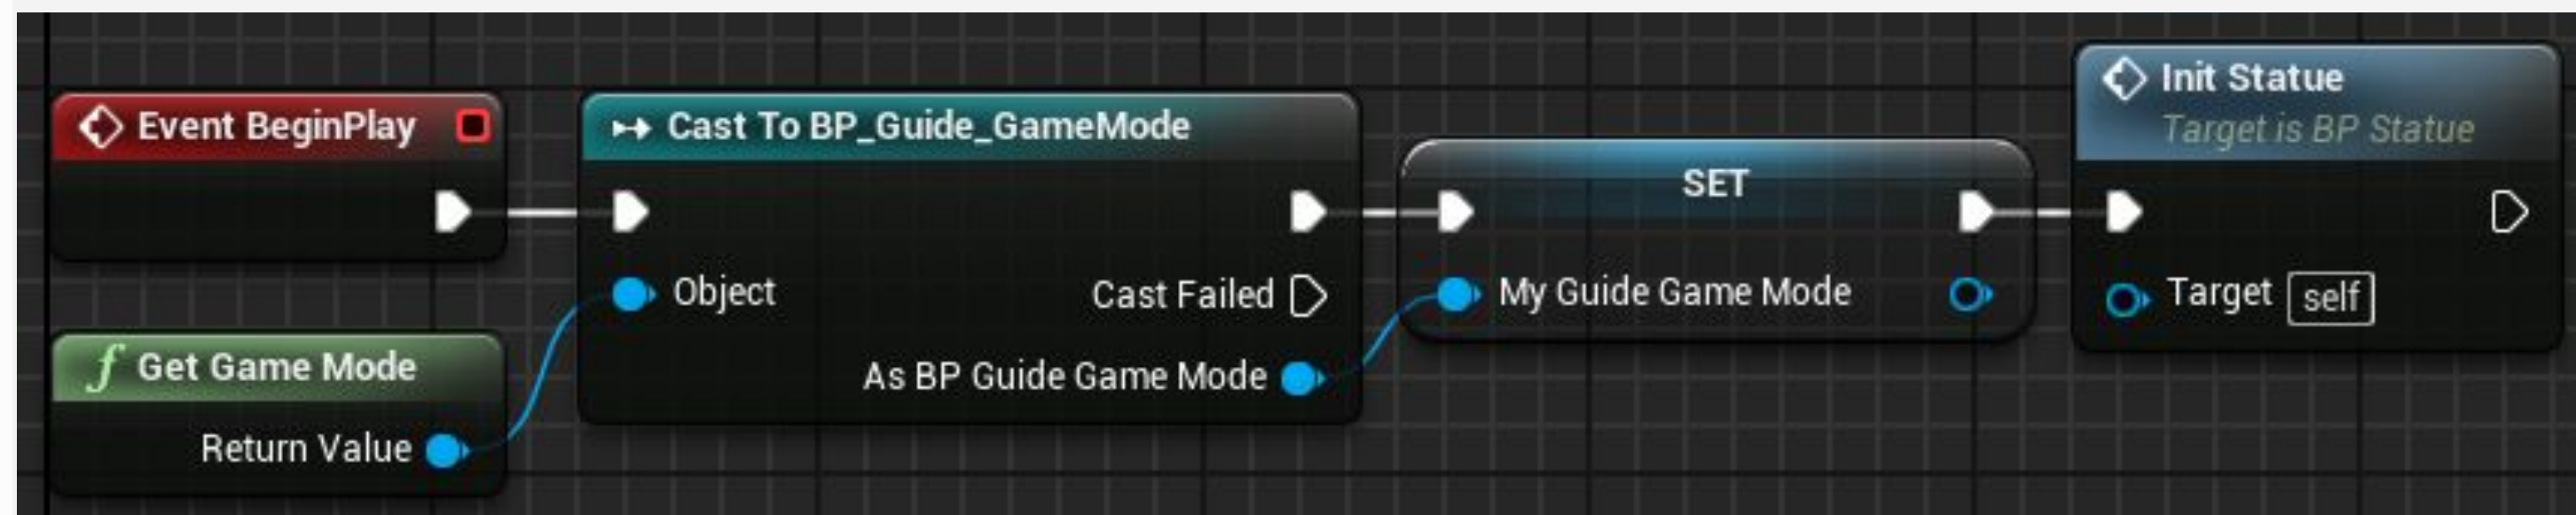 Event BeginPlay
Get Game Mode
Return Value
Cast To BP_Guide_GameMode
Object
Cast Failed
As BP Guide Game Mode
SET
My Guide Game Mode
Init Statue
Target is BP Statue
Target self